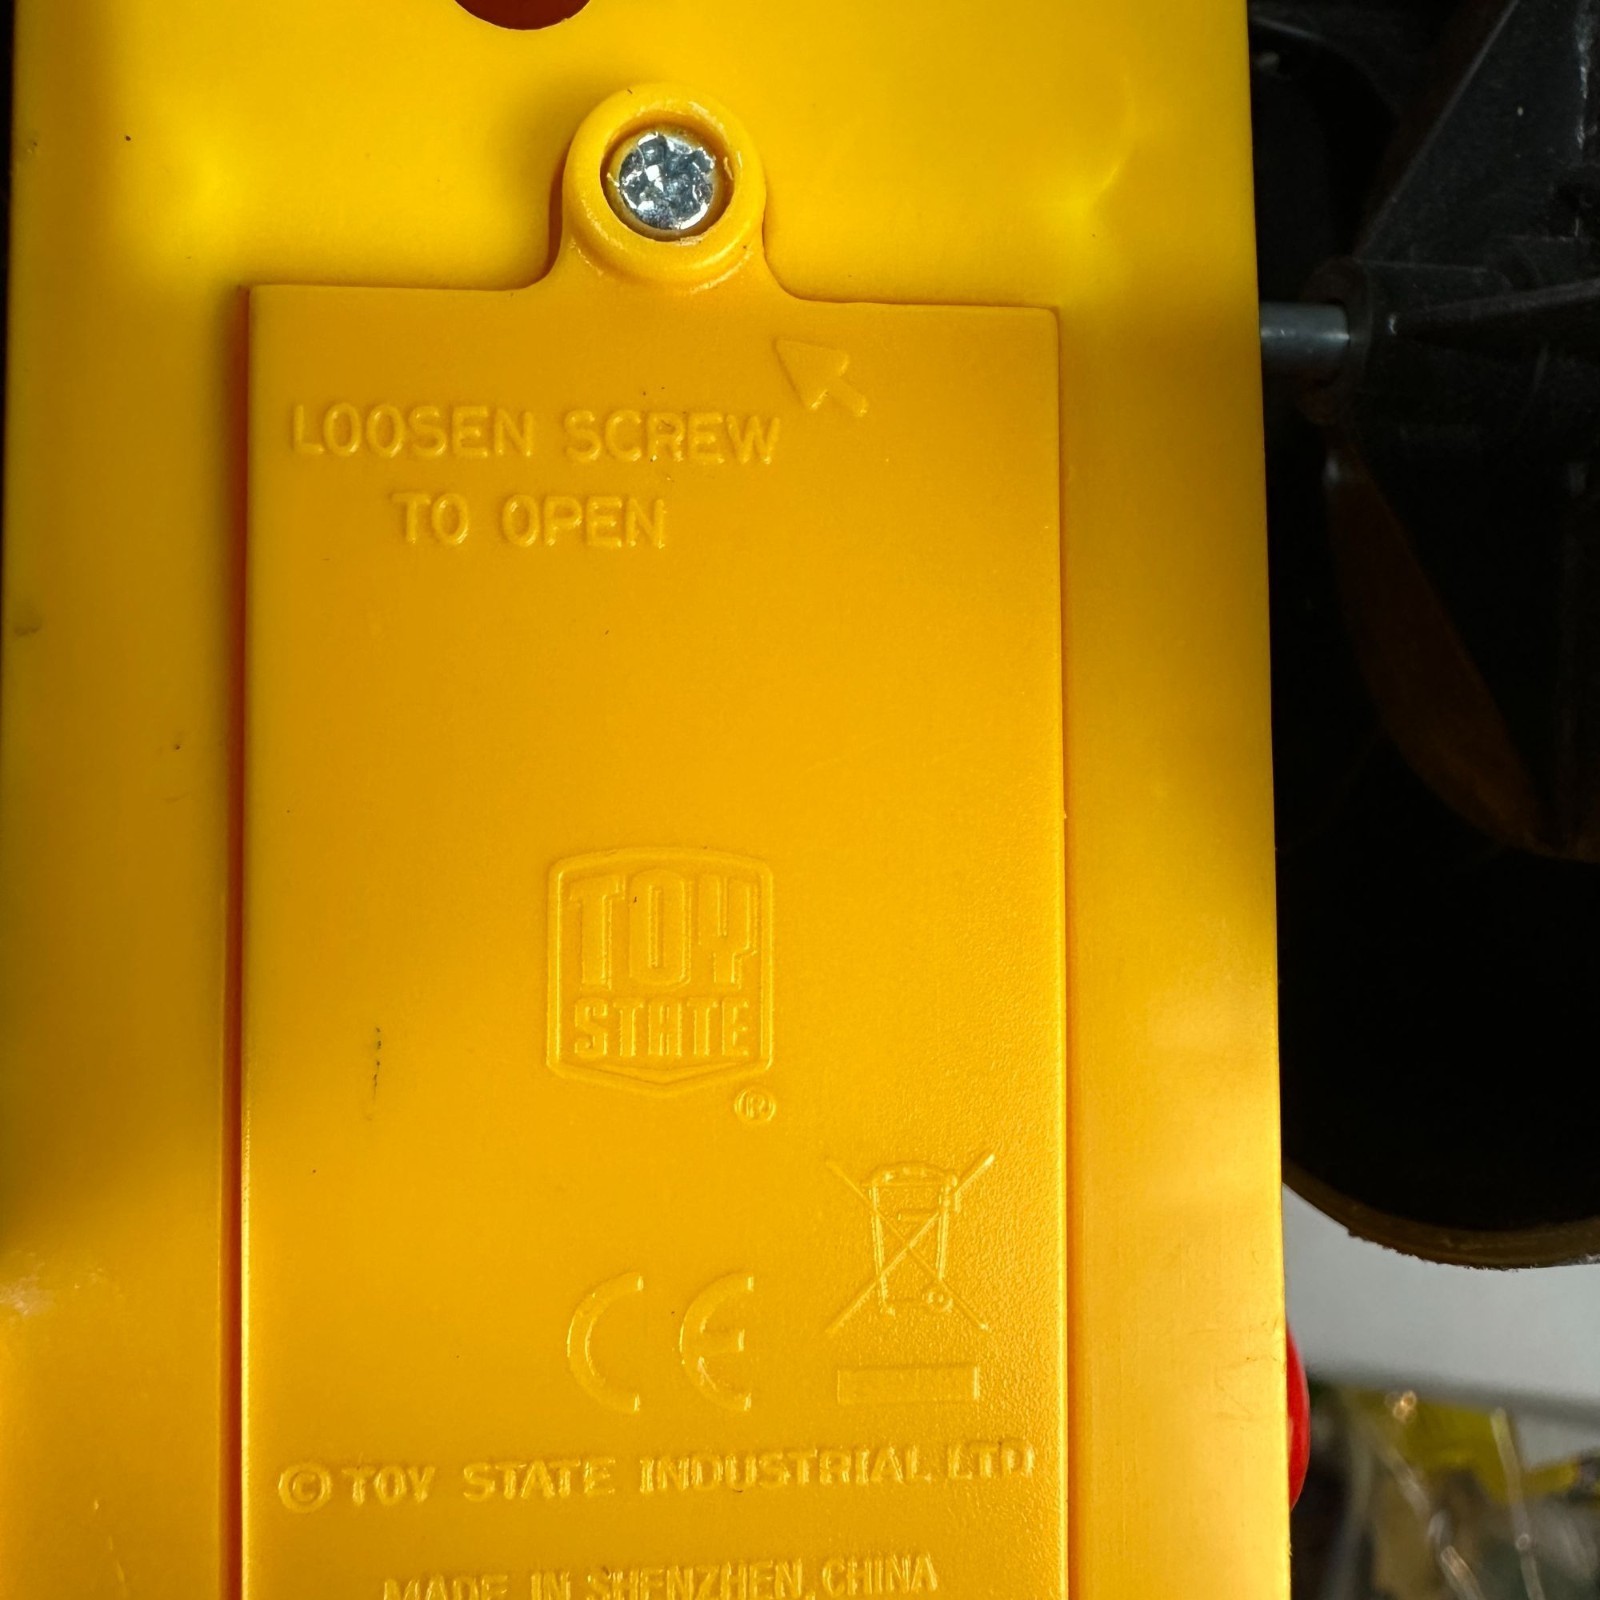 LOOSEN SCREW
TO OPEN
TOY
STATE
®
CE
© TOY STATE INDUSTRIAL LTD
MADE IN SHENZHEN, CHINA